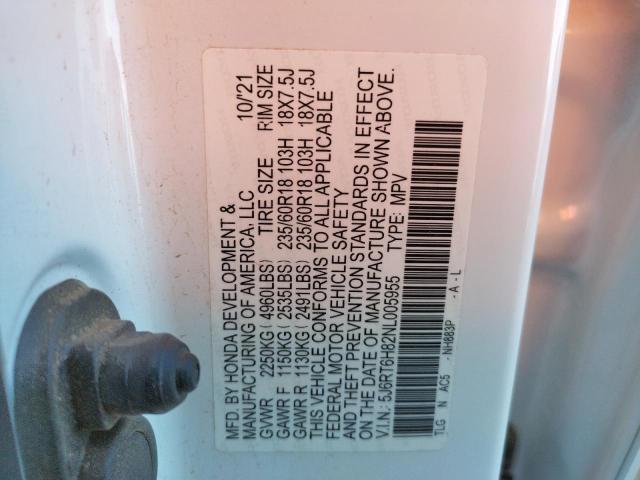 MFD. BY HONDA DEVELOPMENT & 10/'21
MANUFACTURING OF AMERICA, LLC
TIRE SIZE RIM SIZE
GVWR 2250KG( 4960LBS)
GAWR F 1150KG( 2535LBS) 235/60R18 103H 18X7.5J
GAWR R 1130KG( 2491LBS) 235/60R18 103H 18X7.5J
THIS VEHICLE CONFORMS TO ALL APPLICABLE
FEDERAL MOTOR VEHICLE SAFETY
AND THEFT PREVENTION STANDARDS IN EFFECT
ON THE DATE OF MANUFACTURE SHOWN ABOVE.
V.I.N.: 5J6RT6H82NL005955 TYPE: MPV
TLG N AC5 - NH883P - A - L